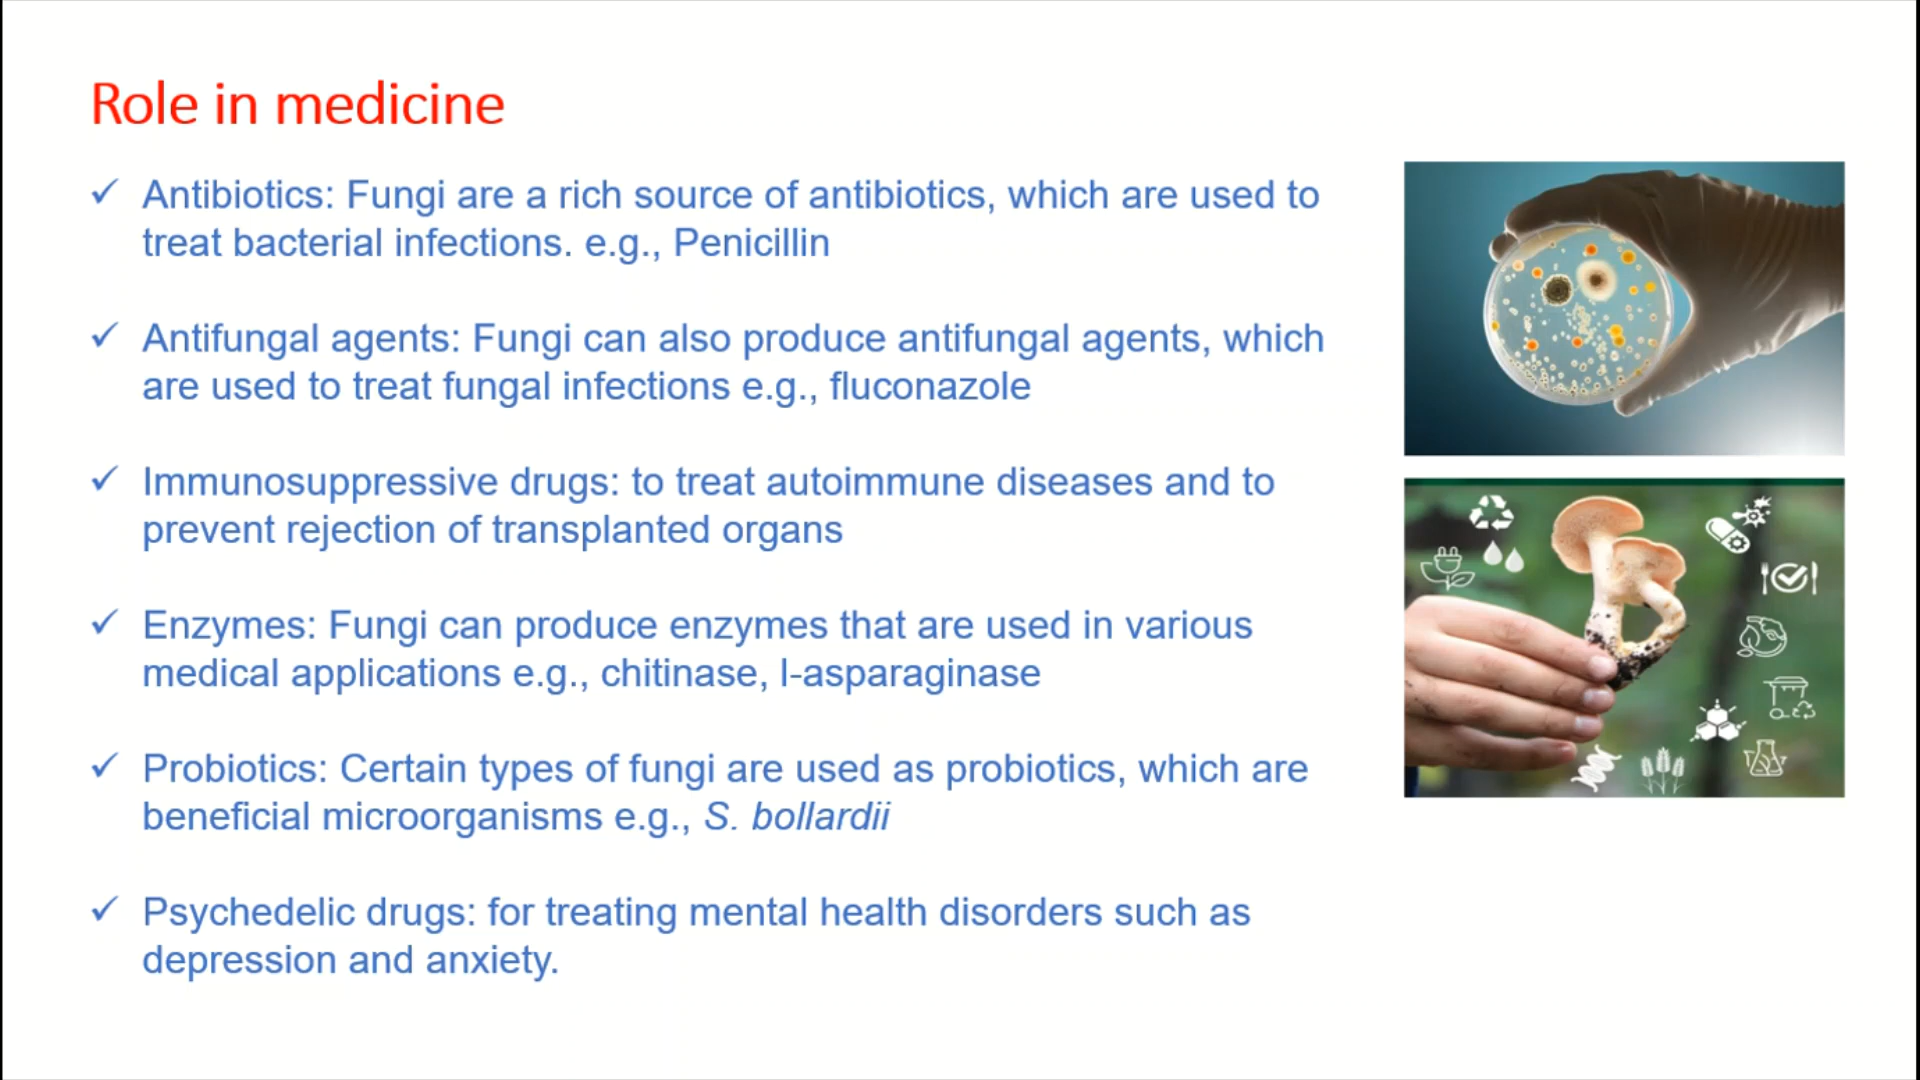 Role in medicine
✓ Antibiotics: Fungi are a rich source of antibiotics, which are used to
treat bacterial infections. e.g., Penicillin
✓ Antifungal agents: Fungi can also produce antifungal agents, which
are used to treat fungal infections e.g., fluconazole
✓ Immunosuppressive drugs: to treat autoimmune diseases and to
prevent rejection of transplanted organs
✓ Enzymes: Fungi can produce enzymes that are used in various
medical applications e.g., chitinase, l-asparaginase
✓ Probiotics: Certain types of fungi are used as probiotics, which are
beneficial microorganisms e.g., S. bollardii
✓ Psychedelic drugs: for treating mental health disorders such as
depression and anxiety.